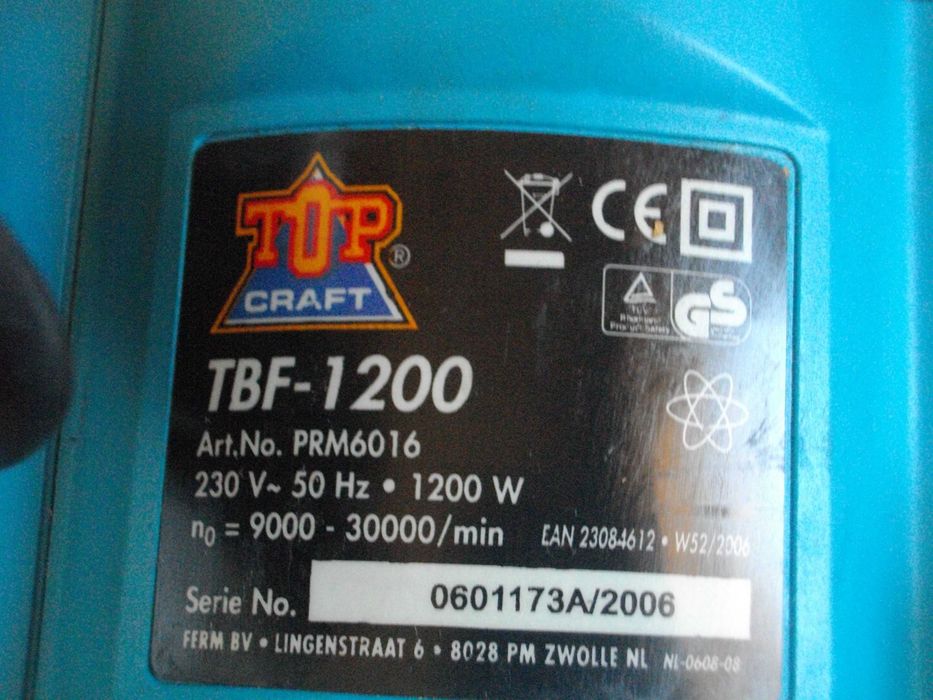 TOP
CRAFT ®
CE
GS
TBF-1200
Art.No. PRM6016
230 V~ 50 Hz • 1200 W
n0 = 9000 - 30000/min
EAN 23084612 • W52/2006
Serie No. 0601173A/2006
FERM BV • LINGENSTRAAT 6 • 8028 PM ZWOLLE NL NL-0608-08